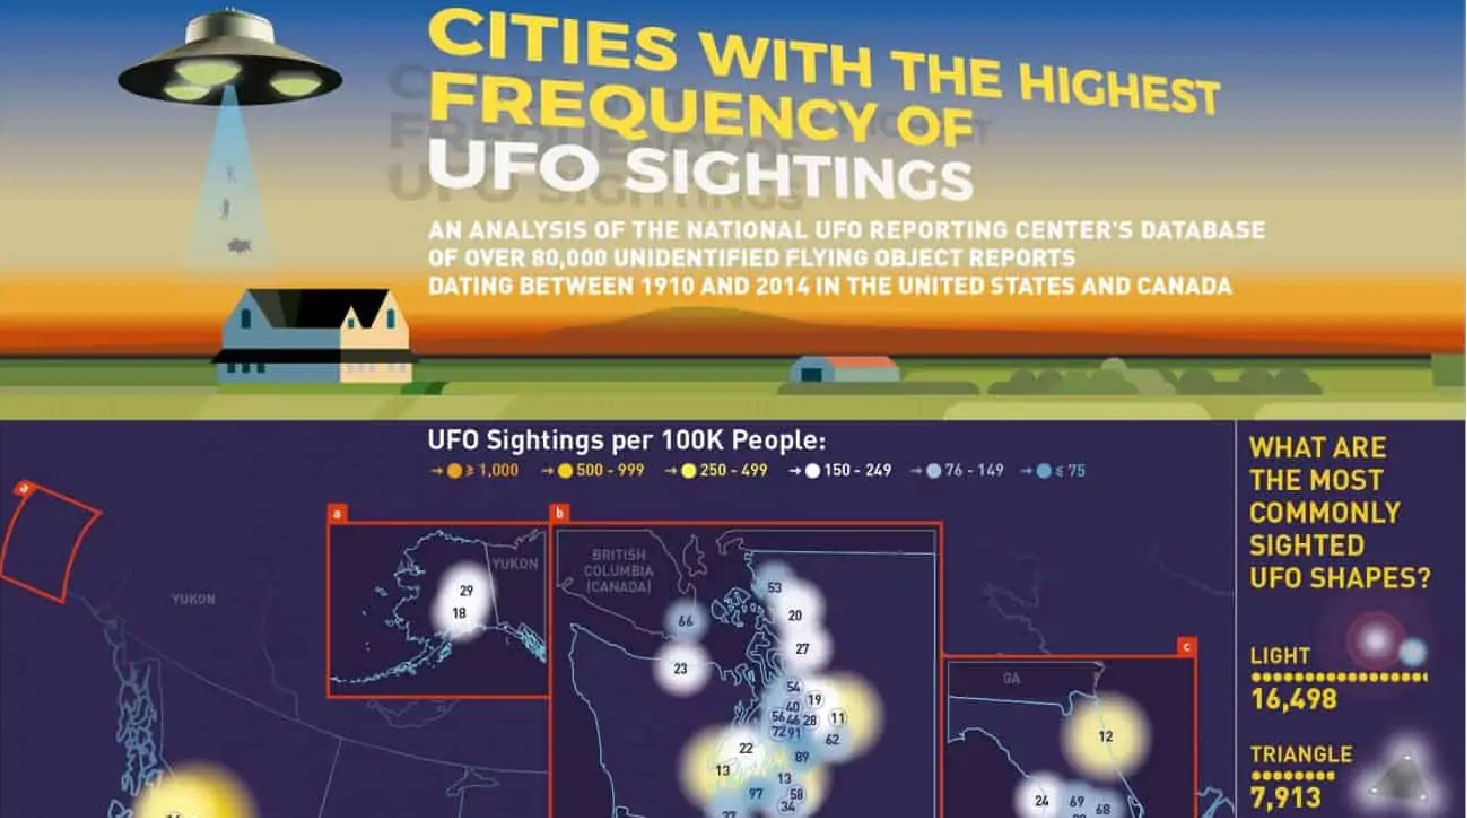 CITIES WITH THE HIGHEST
FREQUENCY OF
UFO SIGHTINGS
AN ANALYSIS OF THE NATIONAL UFO REPORTING CENTER'S DATABASE
OF OVER 80,000 UNIDENTIFIED FLYING OBJECT REPORTS
DATING BETWEEN 1910 AND 2014 IN THE UNITED STATES AND CANADA
UFO Sightings per 100K People:
→ ≥ 1,000 → 500 - 999 → 250 - 499 → 150 - 249 → 76 - 149 → ≤ 75
YUKON
a
YUKON
29
18
b
BRITISH
COLUMBIA
(CANADA)
53
20
66
27
23
54
19
40
56 46 28 11
72 91
62
22
89
13
13
97
58
34
c
GA
12
24 69 68
WHAT ARE
THE MOST
COMMONLY
SIGHTED
UFO SHAPES?
LIGHT
16,498
TRIANGLE
7,913